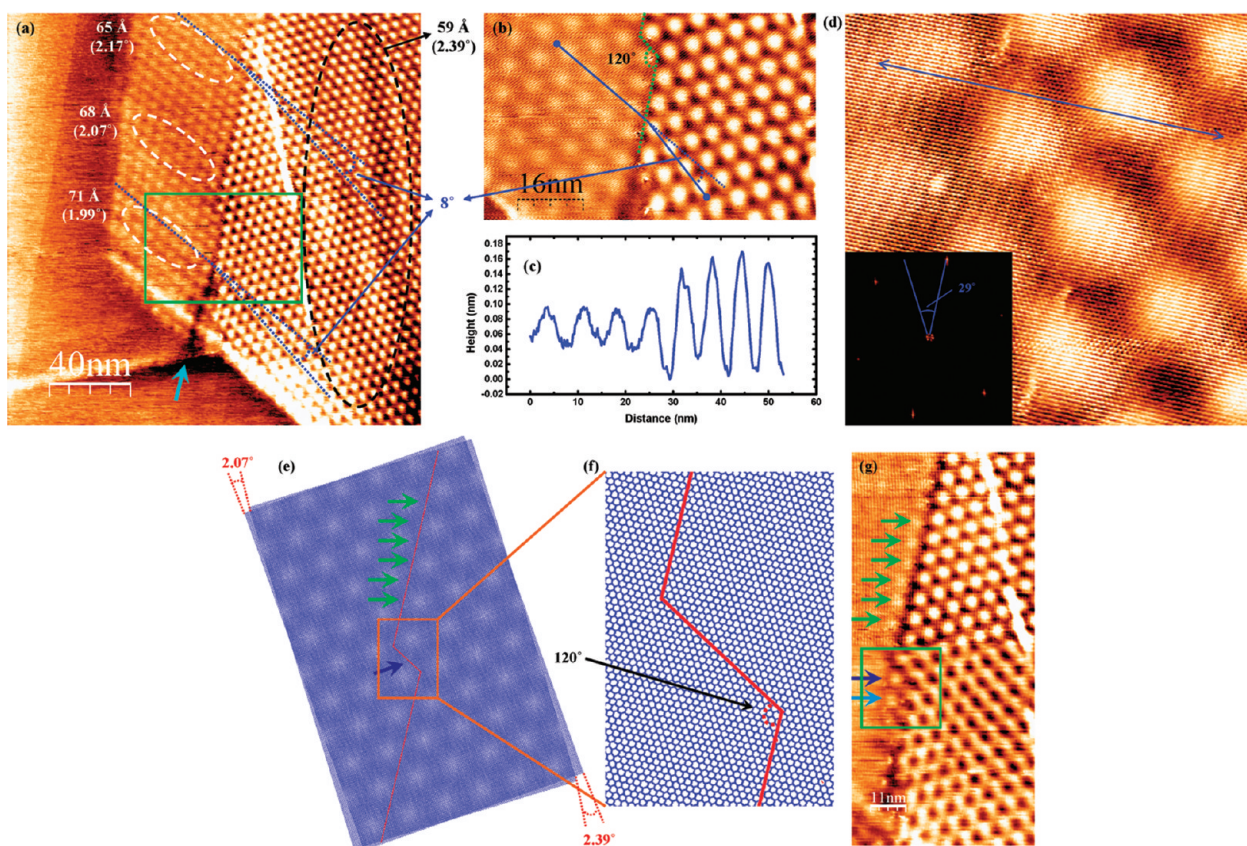 (a)
65 Å
(2.17°)
68 Å
(2.07°)
71 Å
(1.99°)
59 Å
(2.39°)
8°
40nm
(b)
120°
16nm
(c)
Height (nm)
0.18
0.16
0.14
0.12
0.10
0.08
0.06
0.04
0.02
0.00
-0.02
0 10 20 30 40 50 60
Distance (nm)
(d)
29°
2.07°
(e)
2.39°
(f)
120°
(g)
11nm